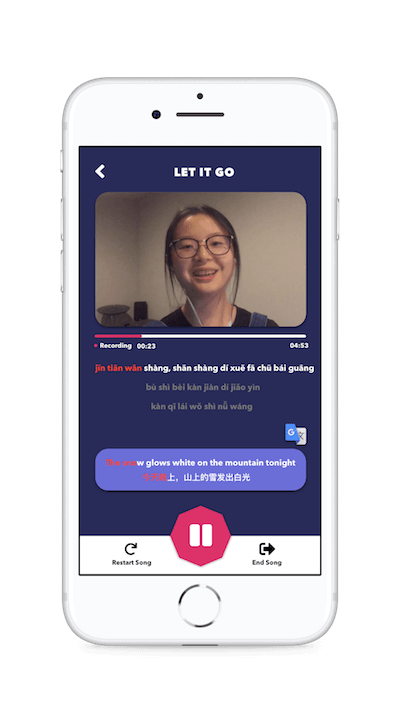 LET IT GO
Recording 00:23 04:53
jīn tiān wǎn shàng, shān shàng dí xuě fā chū bái guāng
bù shì bèi kàn jiàn dí jiǎo yìn
kàn qǐ lái wǒ shì nǚ wáng
G 文
The snow glows white on the mountain tonight
今天晚上，山上的雪发出白光
Restart Song
End Song